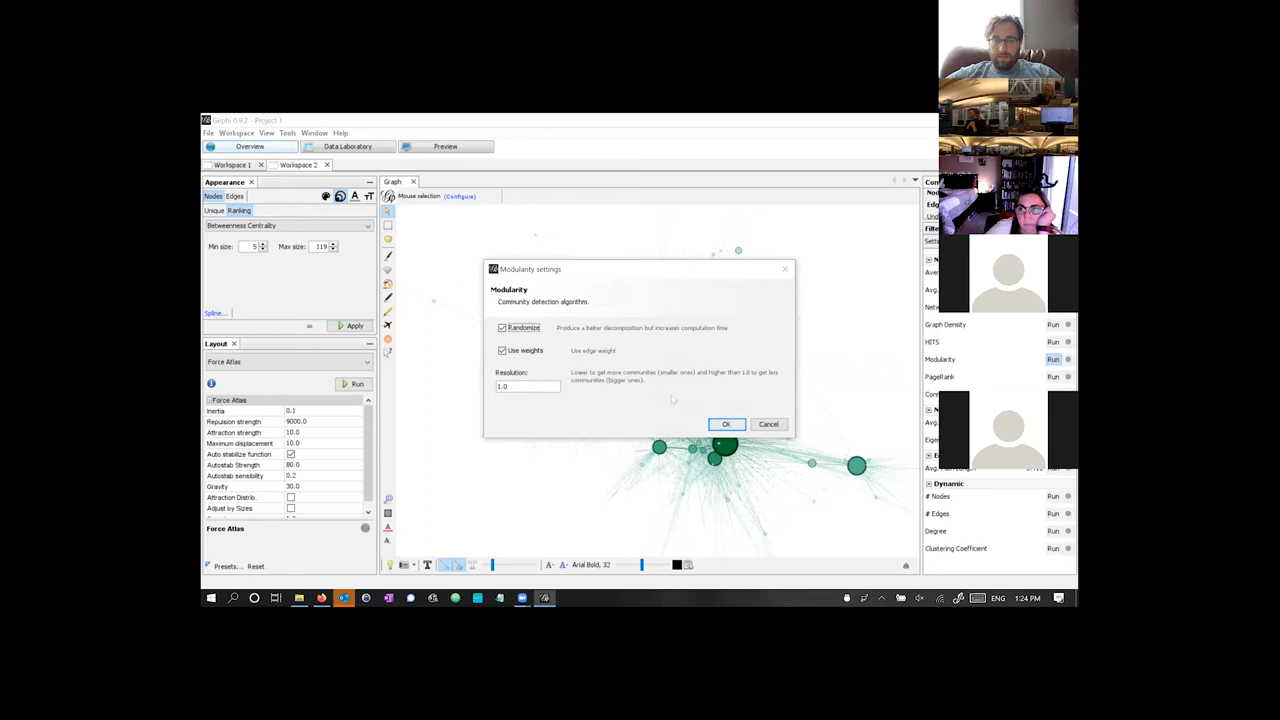 Gephi 0.9.2 - Project 1
File Workspace View Tools Window Help
Overview Data Laboratory Preview
Workspace 1 Workspace 2
Appearance
Nodes Edges
Unique Ranking
Betweenness Centrality
Min size: 5 Max size: 119
Spline...
Apply
Layout
Force Atlas
Run
Force Atlas
Inertia 0.1
Repulsion strength 9000.0
Attraction strength 10.0
Maximum displacement 10.0
Auto stabilize function
Autostab Strength 80.0
Autostab sensibility 0.2
Gravity 30.0
Attraction Distrib.
Adjust by Sizes
Force Atlas
Presets... Reset
Graph
Mouse selection (Configure)
Modularity settings
Modularity
Community detection algorithm.
Randomize Produce a better decomposition but increases computation time
Use weights Use edge weight
Resolution: Lower to get more communities (smaller ones) and higher than 1.0 to get less
1.0 communities (bigger ones).
OK Cancel
Arial Bold, 32
Graph Density Run
HITS Run
Modularity Run
PageRank Run
Dynamic
# Nodes Run
# Edges Run
Degree Run
Clustering Coefficient Run
ENG 1:24 PM